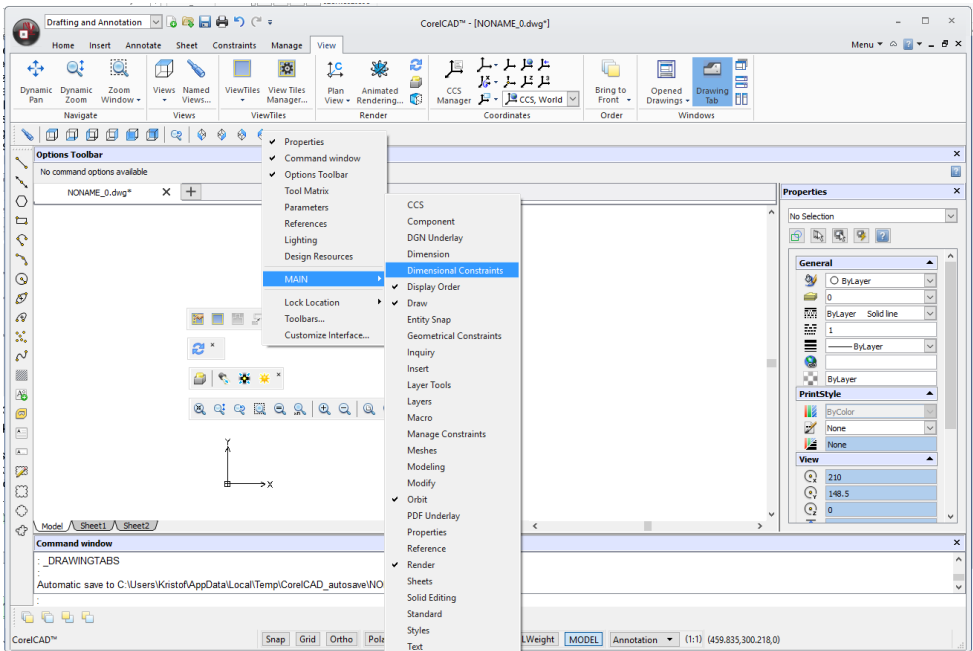 Drafting and Annotation
CorelCAD™ - [NONAME_0.dwg*]
Home Insert Annotate Sheet Constraints Manage View
Menu
Dynamic Pan
Dynamic Zoom
Zoom Window
Views
Named Views...
ViewTiles
View Tiles Manager...
Plan View
Animated Rendering...
CCS Manager
CCS, World
Bring to Front
Opened Drawings
Drawing Tab
Navigate Views ViewTiles Render Coordinates Order Windows
Options Toolbar
No command options available
NONAME_0.dwg*
Properties
Command window
Options Toolbar
Tool Matrix
Parameters
References
Lighting
Design Resources
MAIN
Lock Location
Toolbars...
Customize Interface...
CCS
Component
DGN Underlay
Dimension
Dimensional Constraints
Display Order
Draw
Entity Snap
Geometrical Constraints
Inquiry
Insert
Layer Tools
Layers
Macro
Manage Constraints
Meshes
Modeling
Modify
Orbit
PDF Underlay
Properties
Reference
Render
Sheets
Solid Editing
Standard
Styles
Text
Properties
No Selection
General
ByLayer
0
ByLayer Solid line
1
ByLayer
ByLayer
PrintStyle
ByColor
None
None
View
210
148.5
0
Y
X
Model Sheet1 Sheet2
Command window
: _DRAWINGTABS
:
Automatic save to C:\Users\Kristof\AppData\Local\Temp\CorelCAD_autosave\NO
:
CorelCAD™
Snap Grid Ortho Pola
LWeight MODEL Annotation (1:1) (459.835,300.218,0)